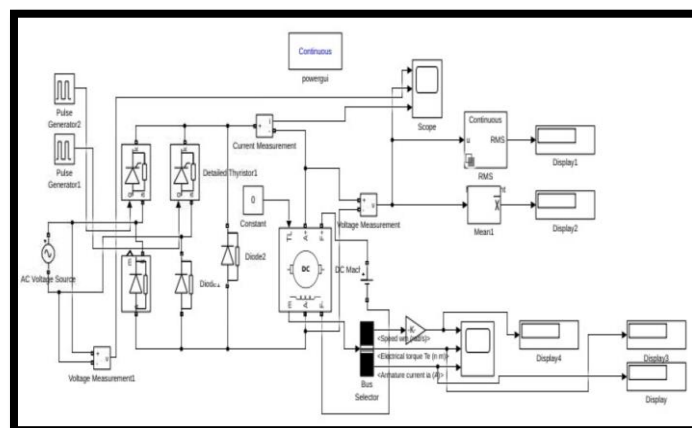 Continuous
powergui
Pulse
Generator2
Pulse
Generator1
Current Measurement
Scope
Continuous
RMS
u
RMS
Display1
Detailed Thyristor1
0
Constant
TL
A+
F+
Voltage Measurement
Mean1
Display2
Diode2
DC
AC Voltage Source
DC Mach
A-
F-
K
<Speed wm (rad/s)>
<Electrical torque Te (n m)>
<Armature current ia (A)>
Display4
Display3
Voltage Measurement1
Bus
Selector
Display